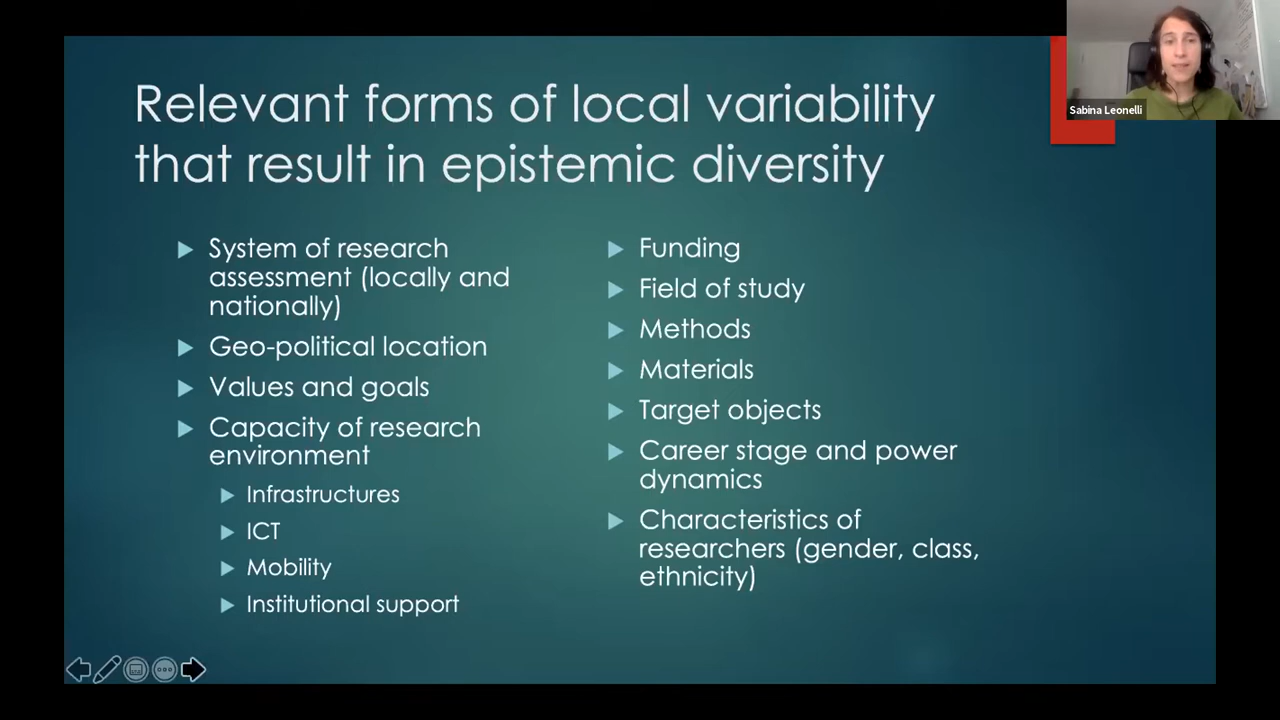 Relevant forms of local variability
that result in epistemic diversity
System of research
assessment (locally and
nationally)
Geo-political location
Values and goals
Capacity of research
environment
Infrastructures
ICT
Mobility
Institutional support
Funding
Field of study
Methods
Materials
Target objects
Career stage and power
dynamics
Characteristics of
researchers (gender, class,
ethnicity)
Sabina Leonelli